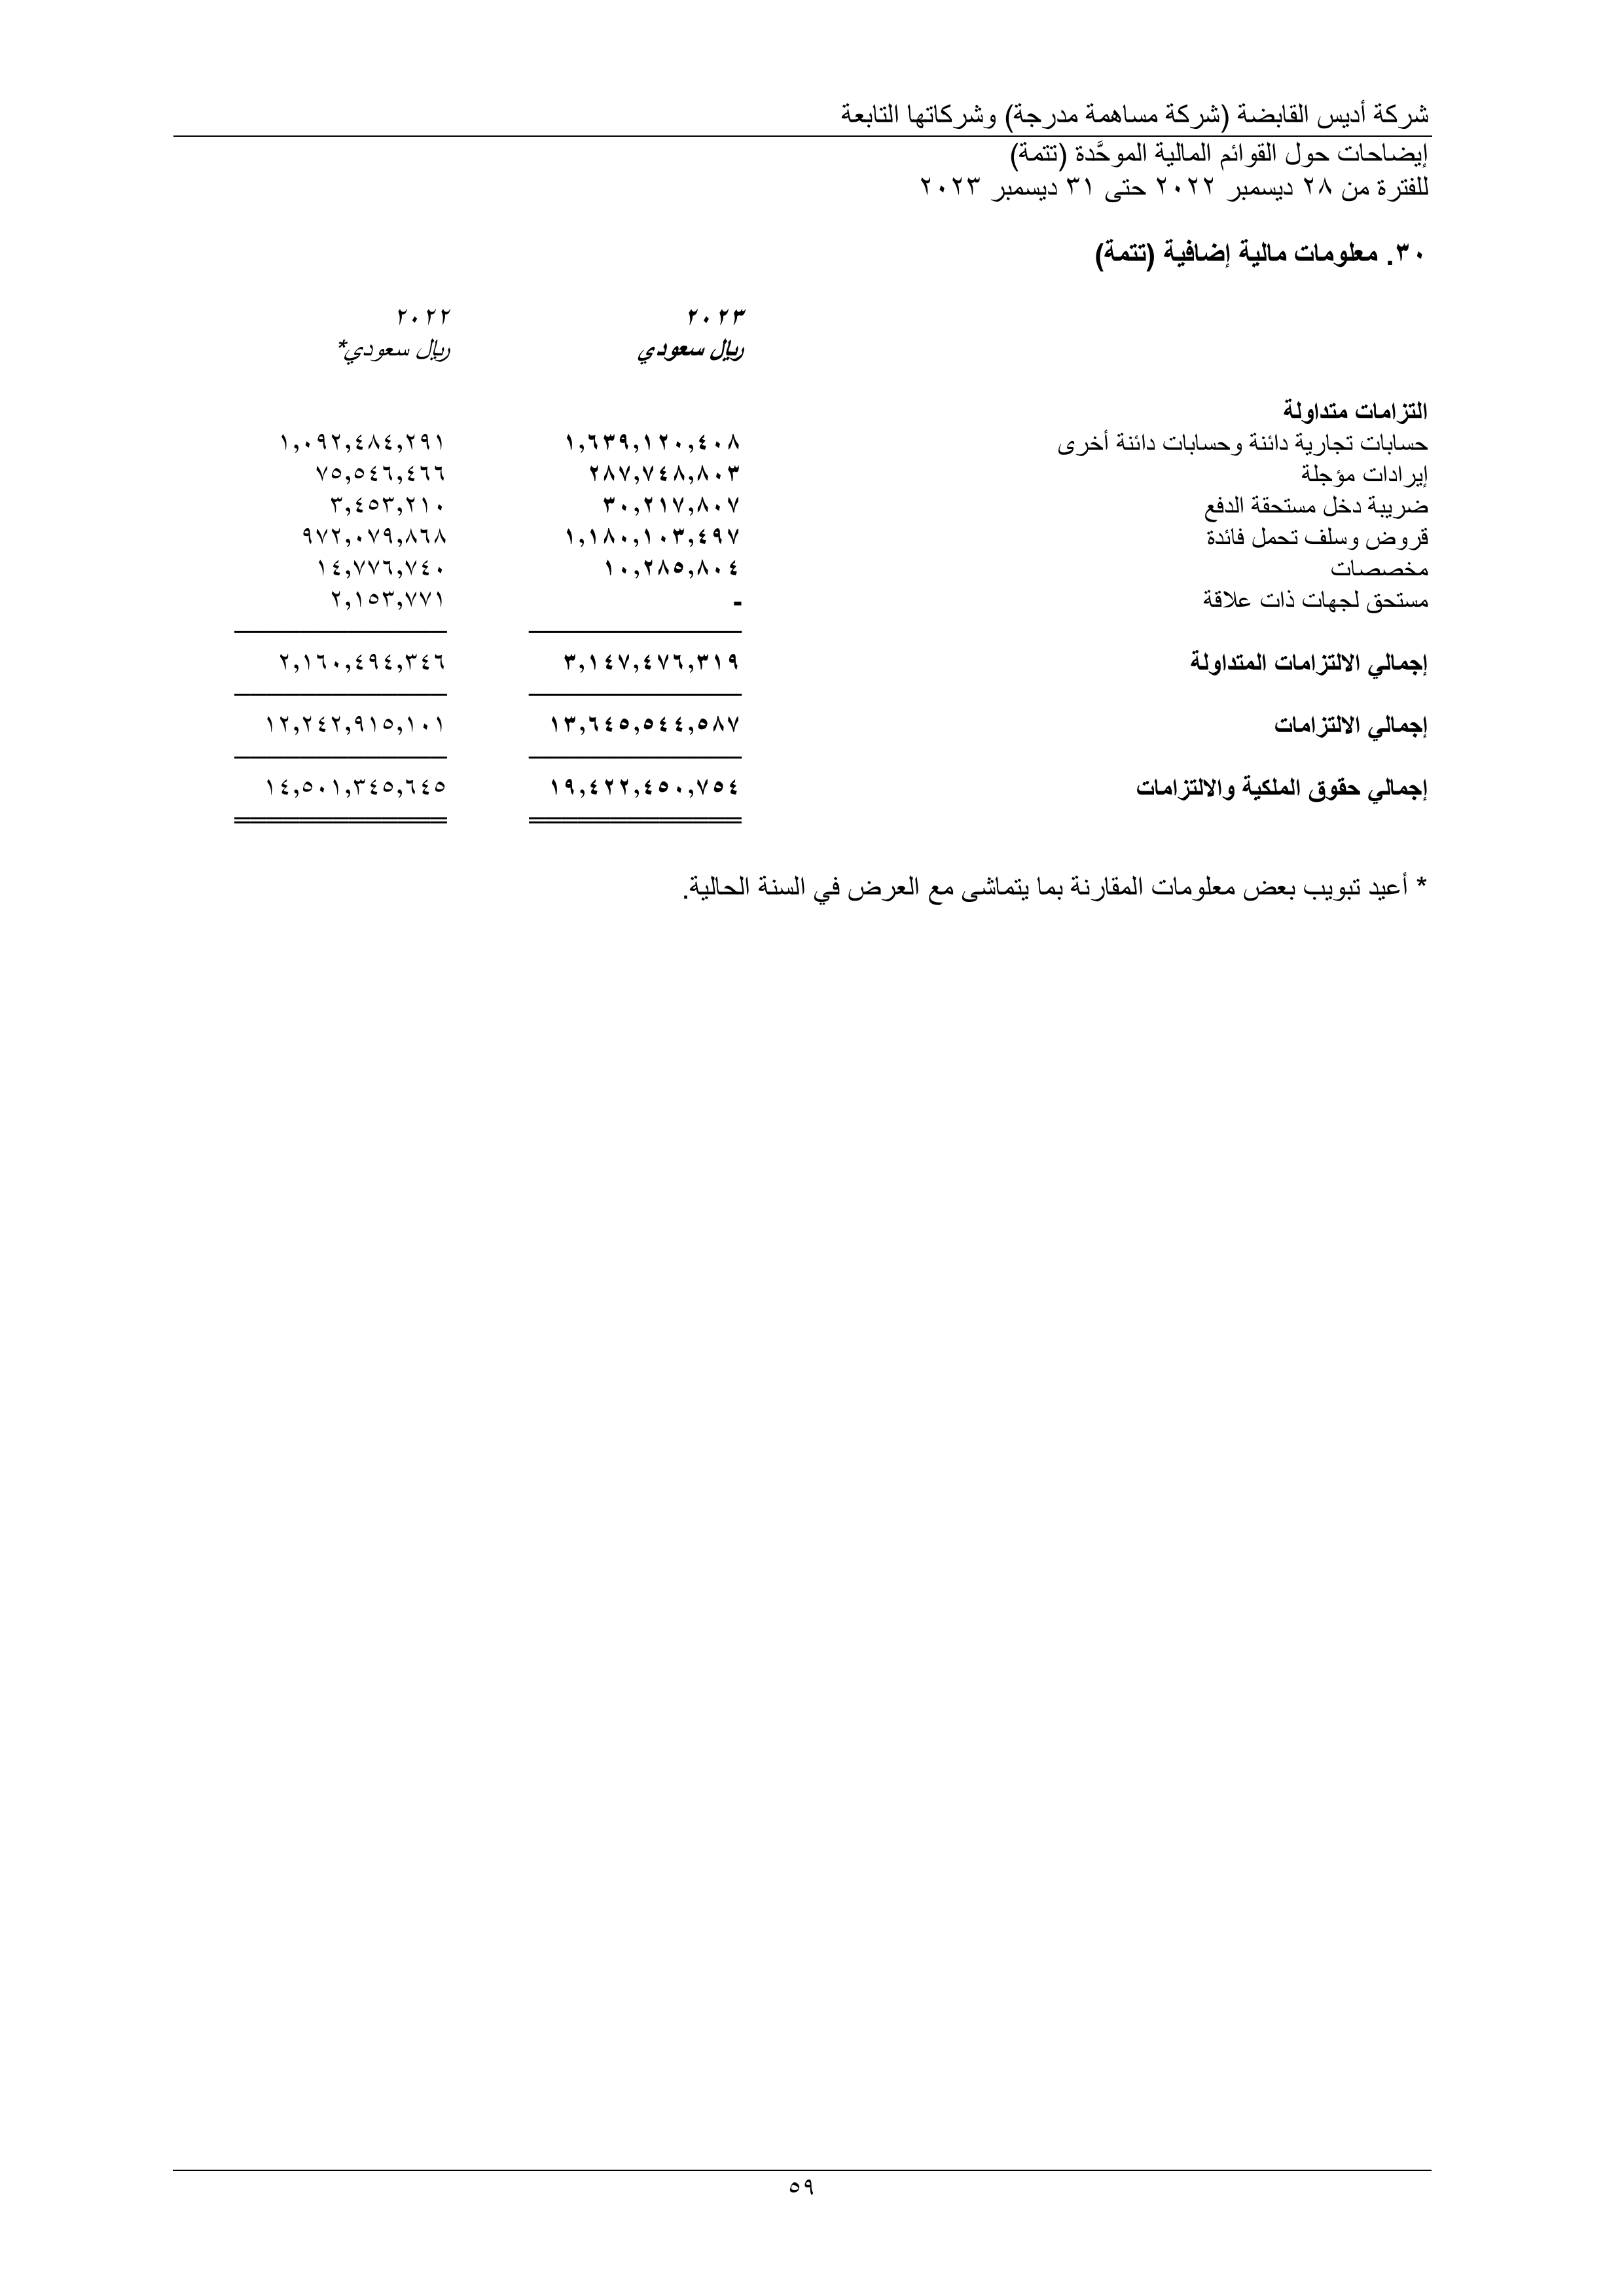 شركة أديس القابضة (شركة مساهمة مدرجة) وشركاتها التابعة
إيضاحات حول القوائم المالية الموحَّدة (تتمة)
للفترة من ٢٨ ديسمبر ٢٠٢٢ حتى ٣١ ديسمبر ٢٠٢٣
٣٠. معلومات مالية إضافية (تتمة)
٢٠٢٣ ٢٠٢٢
ريال سعودي ريال سعودي*
التزامات متداولة
حسابات تجارية دائنة وحسابات دائنة أخرى ١,٦٣٩,١٢٠,٤٠٨ ١,٠٩٢,٤٨٤,٢٩١
إيرادات مؤجلة ٢٨٧,٧٤٨,٨٠٣ ٧٥,٥٤٦,٤٦٦
ضريبة دخل مستحقة الدفع ٣٠,٢١٧,٨٠٧ ٣,٤٥٣,٢١٠
قروض وسلف تحمل فائدة ١,١٨٠,١٠٣,٤٩٧ ٩٧٢,٠٧٩,٨٦٨
مخصصات ١٠,٢٨٥,٨٠٤ ١٤,٧٧٦,٧٤٠
مستحق لجهات ذات علاقة - ٢,١٥٣,٧٧١
إجمالي الالتزامات المتداولة ٣,١٤٧,٤٧٦,٣١٩ ٢,١٦٠,٤٩٤,٣٤٦
إجمالي الالتزامات ١٣,٦٤٥,٥٤٤,٥٨٧ ١٢,٢٤٢,٩١٥,١٠١
إجمالي حقوق الملكية والالتزامات ١٩,٤٢٢,٤٥٠,٧٥٤ ١٤,٥٠١,٣٤٥,٦٤٥
* أعيد تبويب بعض معلومات المقارنة بما يتماشى مع العرض في السنة الحالية.
٥٩